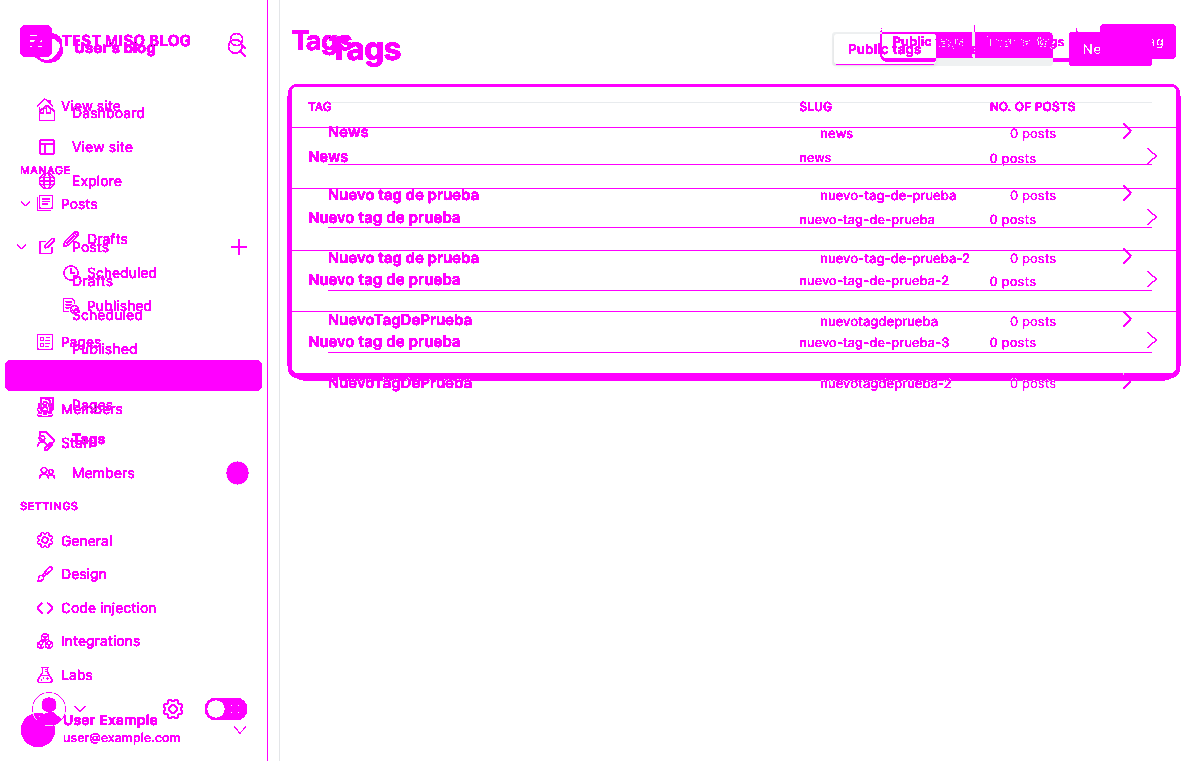 TEST MISO BLOG
User's Blog
View site
Dashboard
View site
MANAGE
Explore
Posts
Drafts
Posts
Scheduled
Drafts
Published
Scheduled
Pages
Published
Pages
Members
Tags
Staff
Members
SETTINGS
General
Design
Code injection
Integrations
Labs
User Example
user@example.com
Tags
Tags
Public tags
Public tags
TAG SLUG NO. OF POSTS
News news 0 posts
News news 0 posts
Nuevo tag de prueba nuevo-tag-de-prueba 0 posts
Nuevo tag de prueba nuevo-tag-de-prueba 0 posts
Nuevo tag de prueba nuevo-tag-de-prueba-2 0 posts
Nuevo tag de prueba nuevo-tag-de-prueba-2 0 posts
NuevoTagDePrueba nuevotagdeprueba 0 posts
Nuevo tag de prueba nuevo-tag-de-prueba-3 0 posts
NuevoTagDePrueba nuevotagdeprueba-2 0 posts